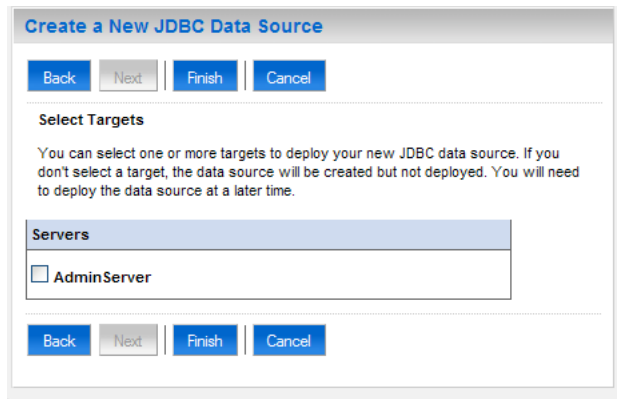 Create a New JDBC Data Source
Back Next Finish Cancel
Select Targets
You can select one or more targets to deploy your new JDBC data source. If you
don't select a target, the data source will be created but not deployed. You will need
to deploy the data source at a later time.
Servers
AdminServer
Back Next Finish Cancel